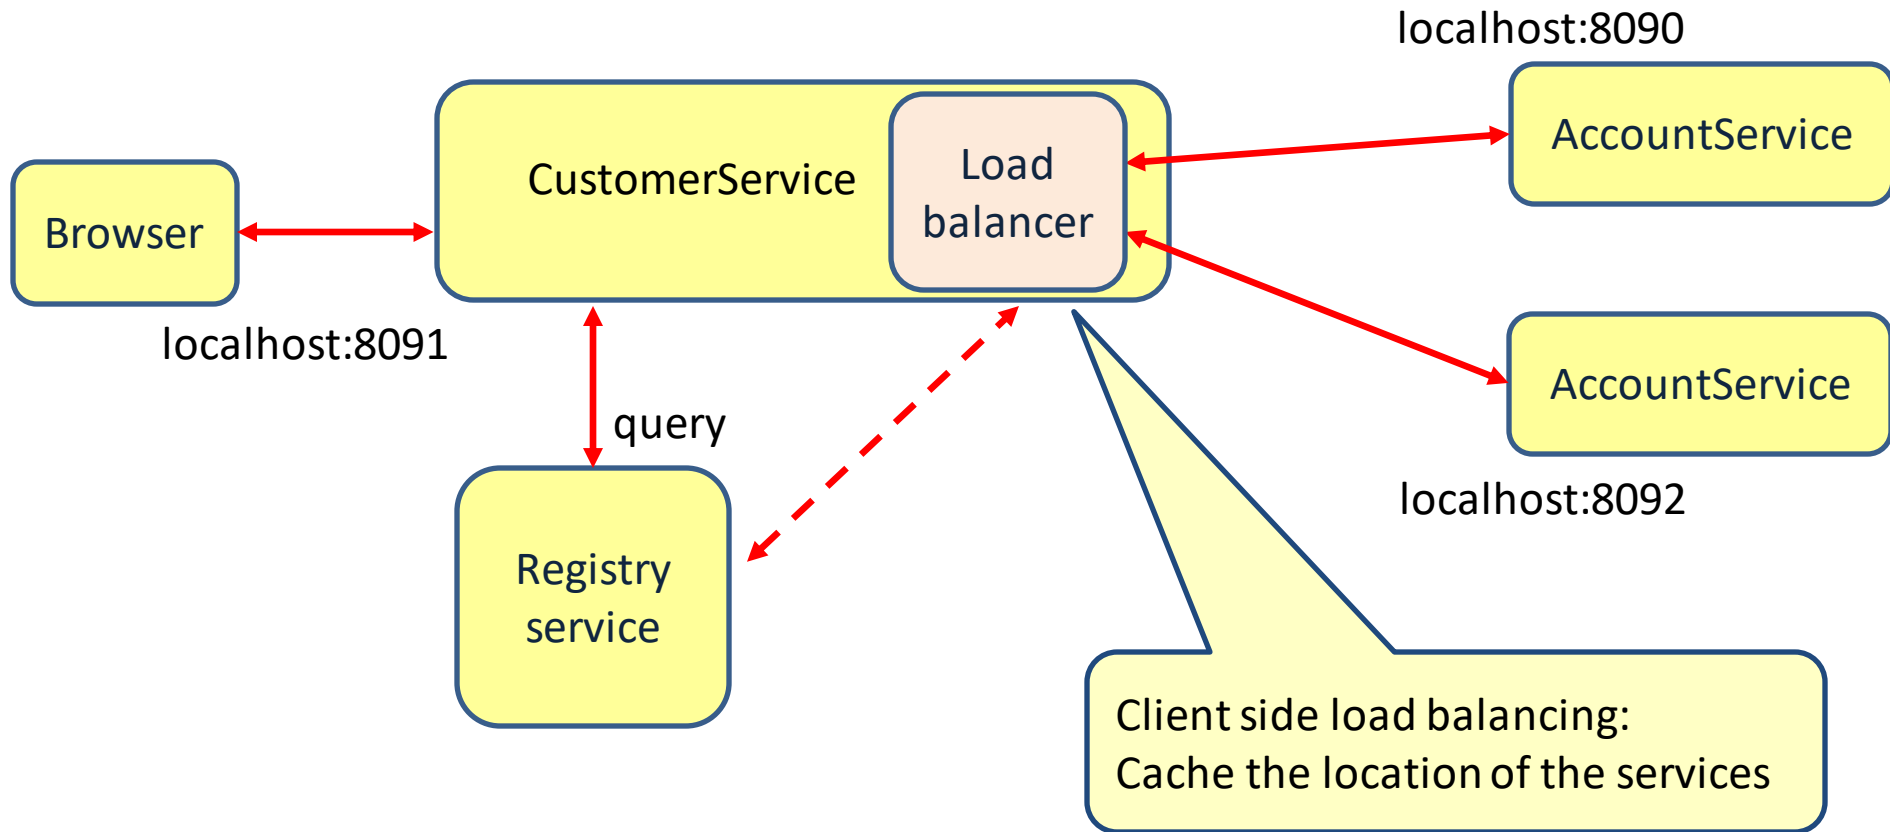 localhost:8090
AccountService
CustomerService
Load
balancer
Browser
localhost:8091
query
AccountService
localhost:8092
Registry
service
Client side load balancing:
Cache the location of the services